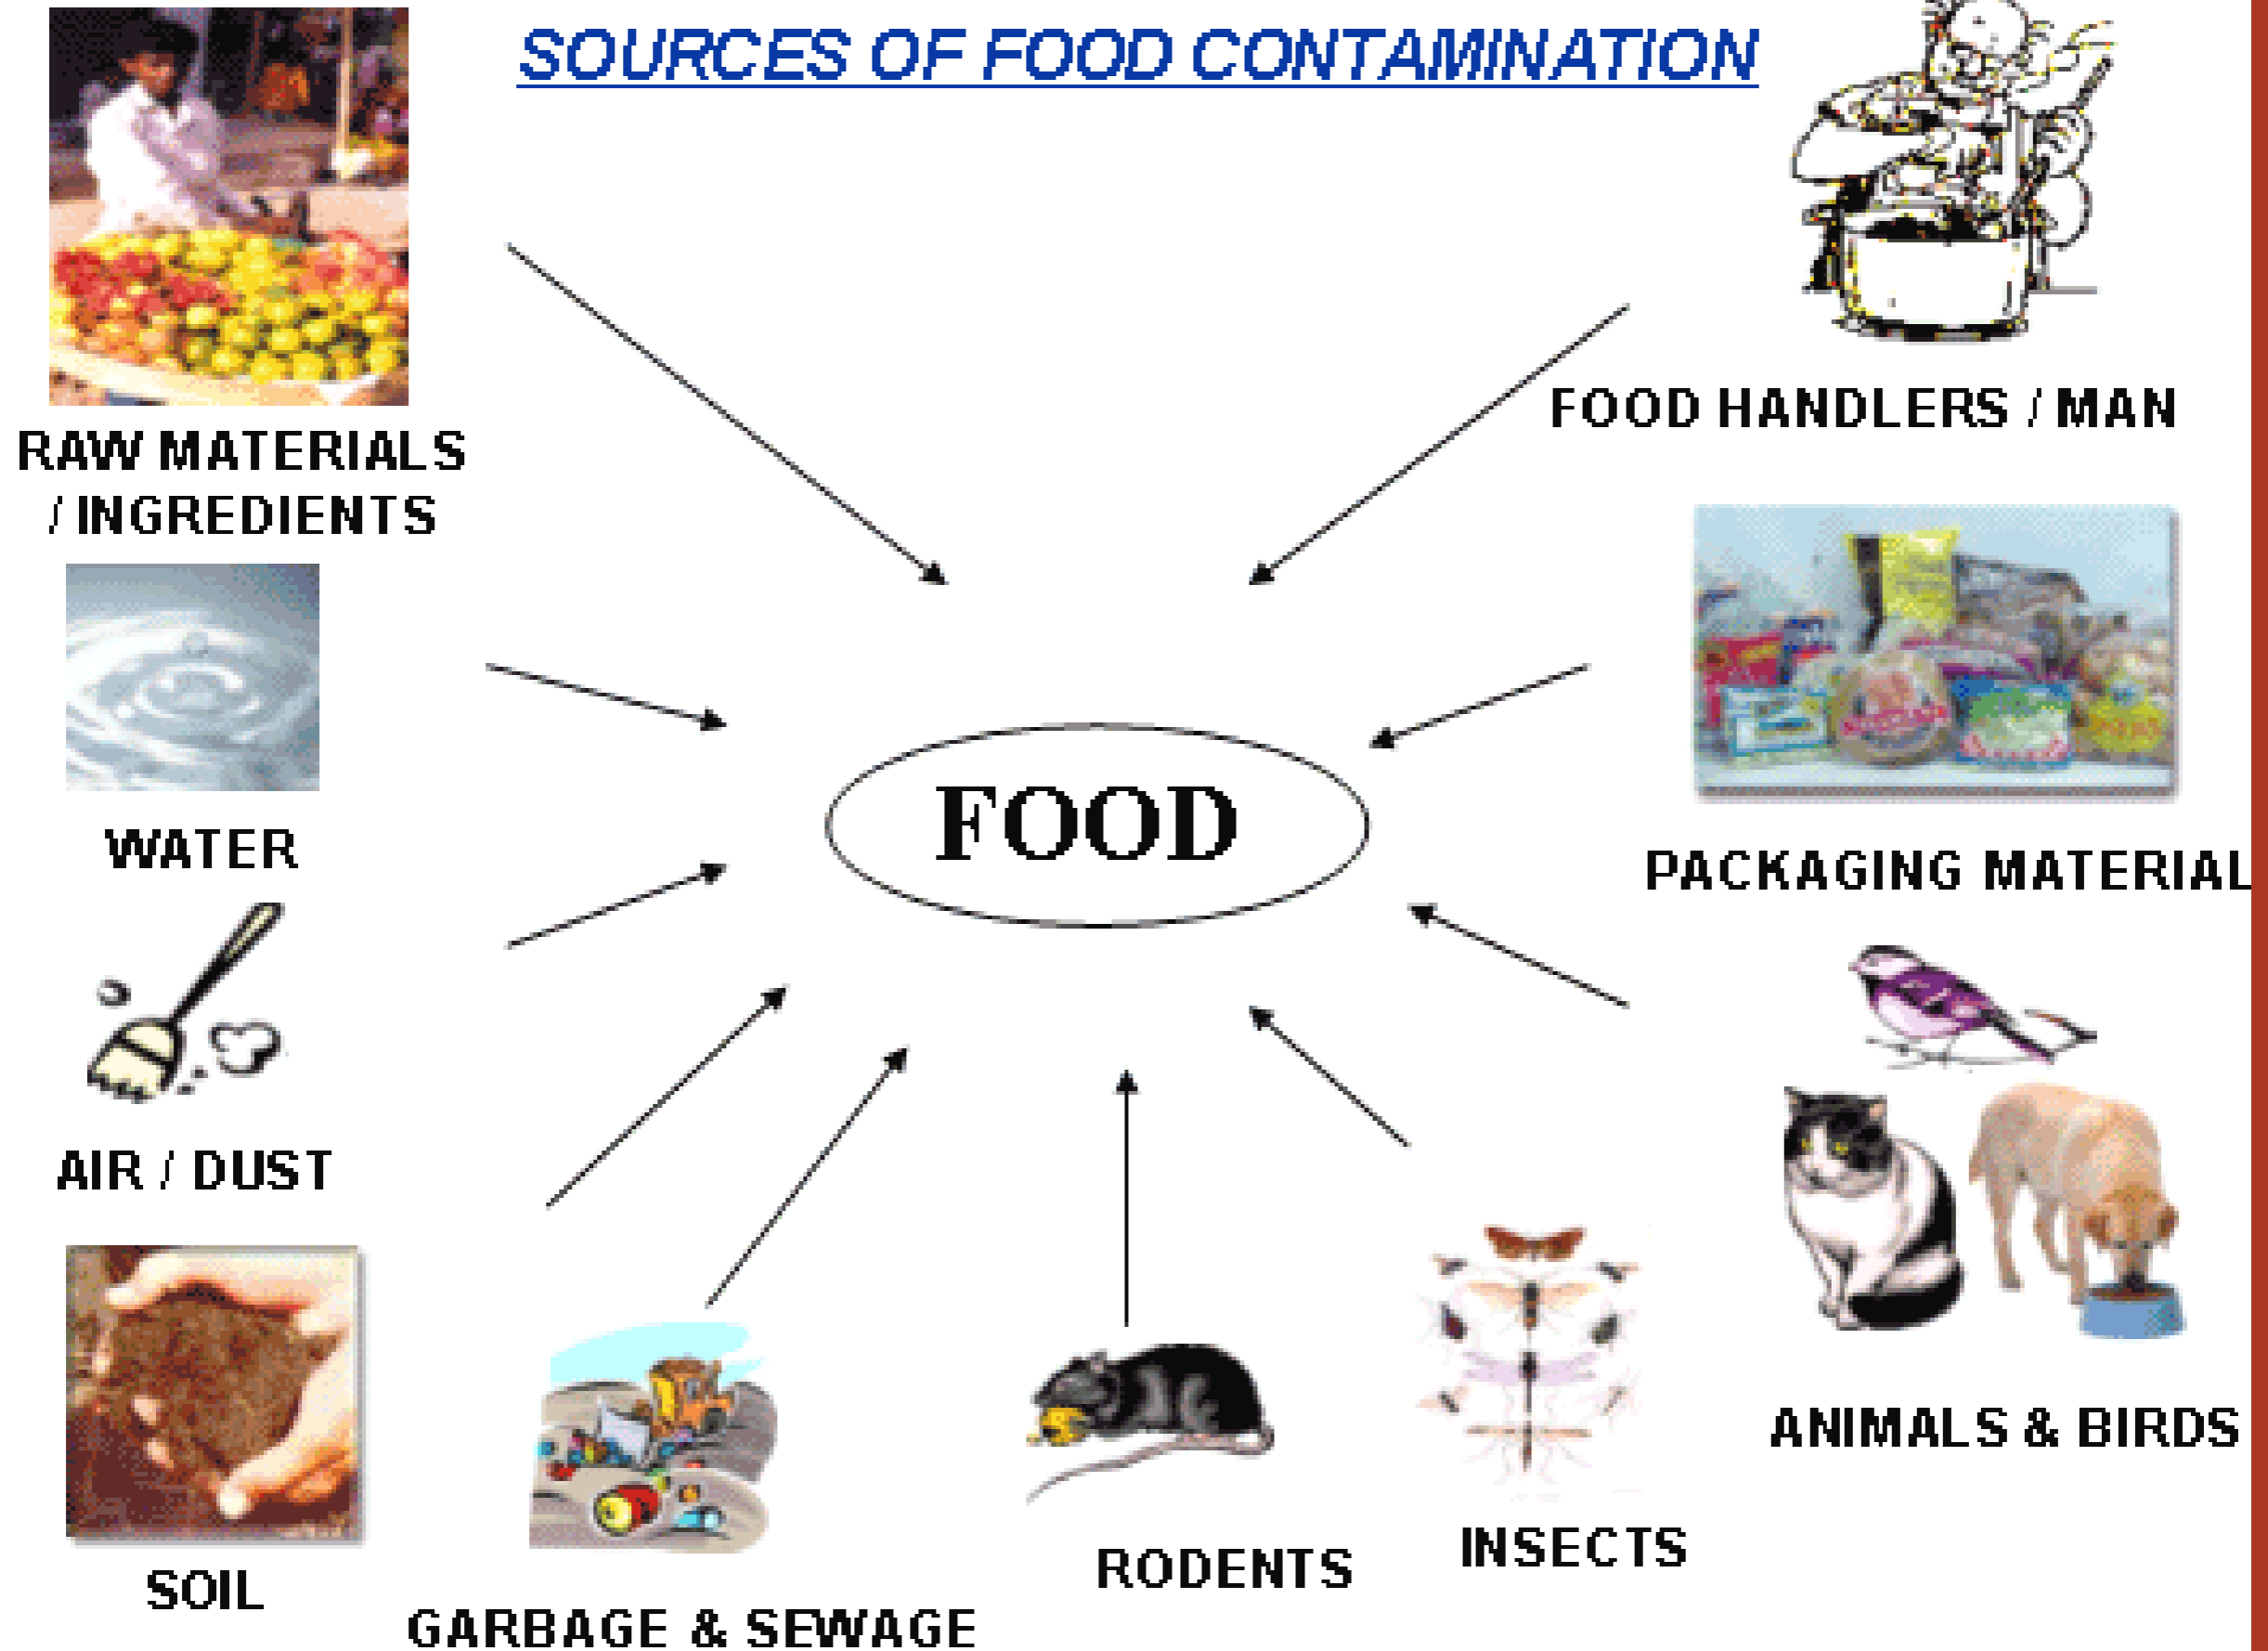 SOURCES OF FOOD CONTAMINATION
RAW MATERIALS
/ INGREDIENTS
FOOD HANDLERS / MAN
WATER
FOOD
PACKAGING MATERIAL
AIR / DUST
ANIMALS & BIRDS
SOIL
GARBAGE & SEWAGE
RODENTS
INSECTS